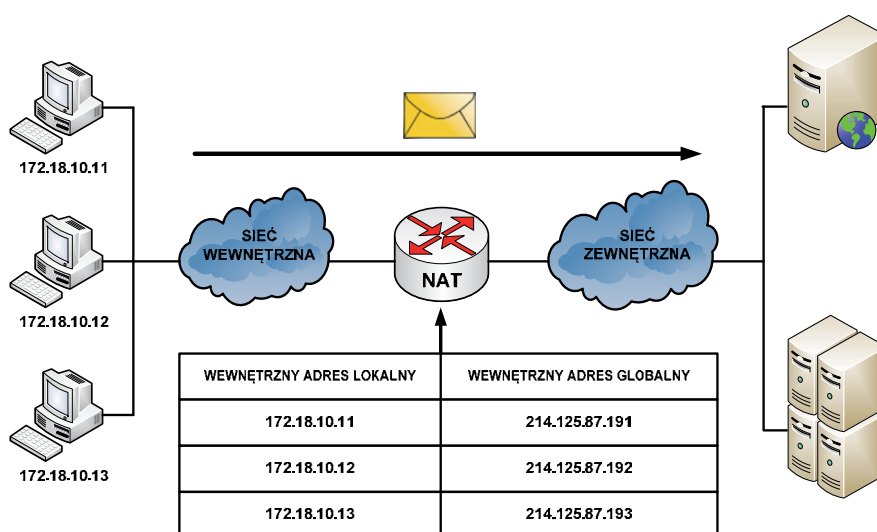 172.18.10.11
SIEĆ
WEWNĘTRZNA
NAT
SIEĆ
ZEWNĘTRZNA
172.18.10.12
172.18.10.13
WEWNĘTRZNY ADRES LOKALNY WEWNĘTRZNY ADRES GLOBALNY
172.18.10.11 214.125.87.191
172.18.10.12 214.125.87.192
172.18.10.13 214.125.87.193